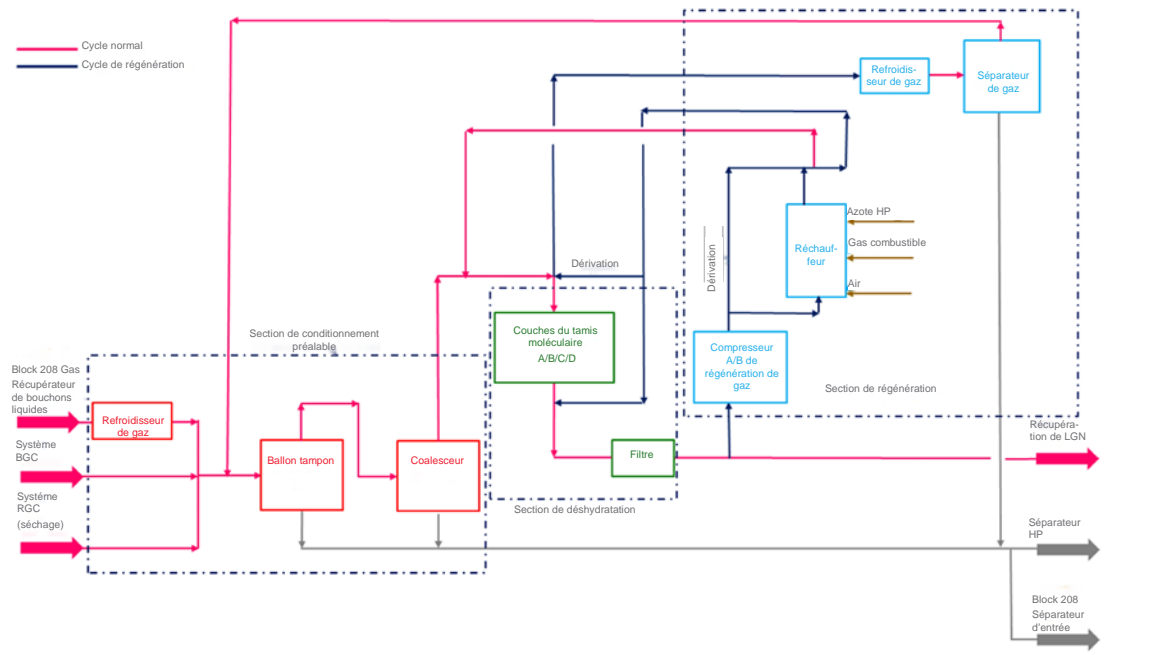 Cycle normal
Cycle de régénération
Refroidis-
seur de gaz
Séparateur
de gaz
Azote HP
Gas combustible
Air
Réchauf-
feur
Dérivation
Dérivation
Couches du tamis
moléculaire
A/B/C/D
Compresseur
A/B de
régénération de
gaz
Section de régénération
Section de conditionnement
préalable
Block 208 Gas
Récupérateur
de bouchons
liquides
Refroidisseur
de gaz
Système
BGC
Systéme
RGC
(séchage)
Ballon tampon
Coalesceur
Filtre
Section de déshydratation
Récupéra-
tion de LGN
Séparateur
HP
Block 208
Séparateur
d'entrée